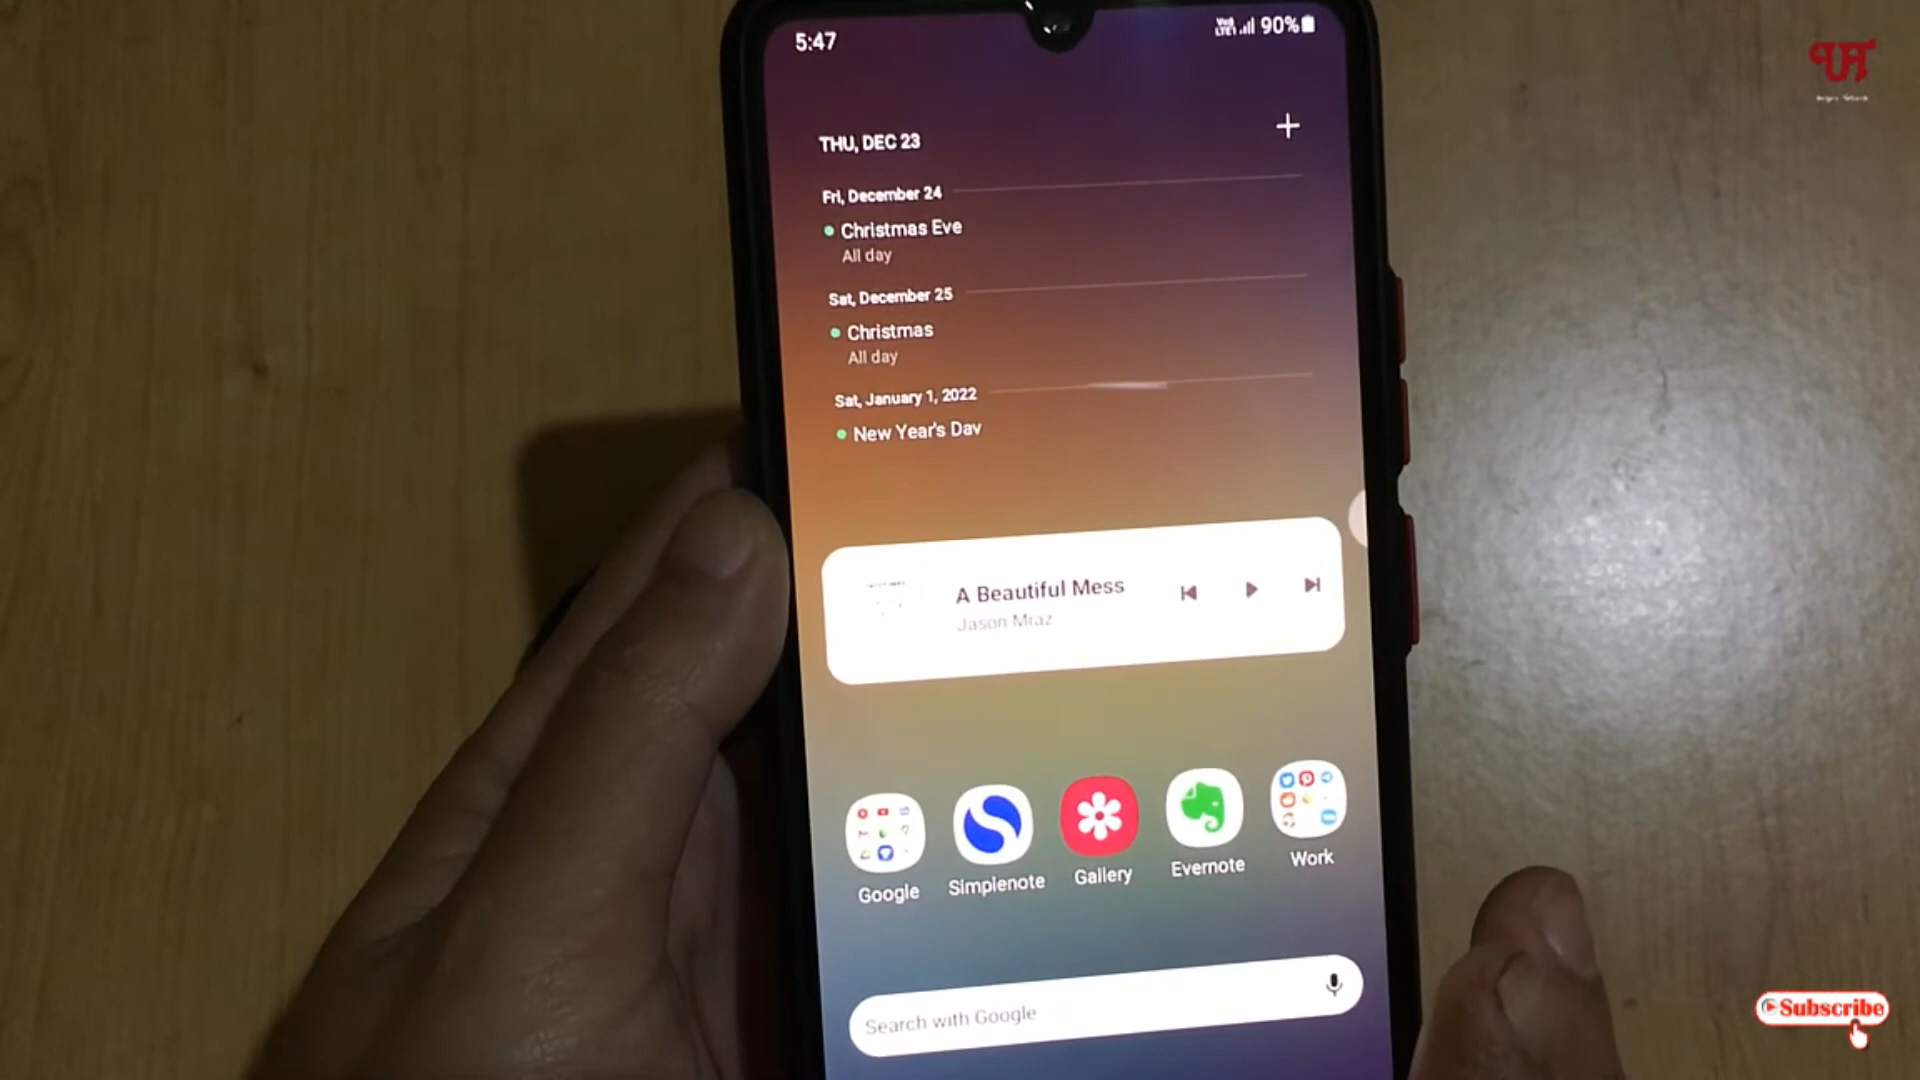 5:47
90%
THU, DEC 23
Fri, December 24
Christmas Eve
All day
Sat, December 25
Christmas
All day
Sat, January 1, 2022
New Year's Day
A Beautiful Mess
Jason Mraz
Google
Simplenote
Gallery
Evernote
Work
Search with Google
Subscribe